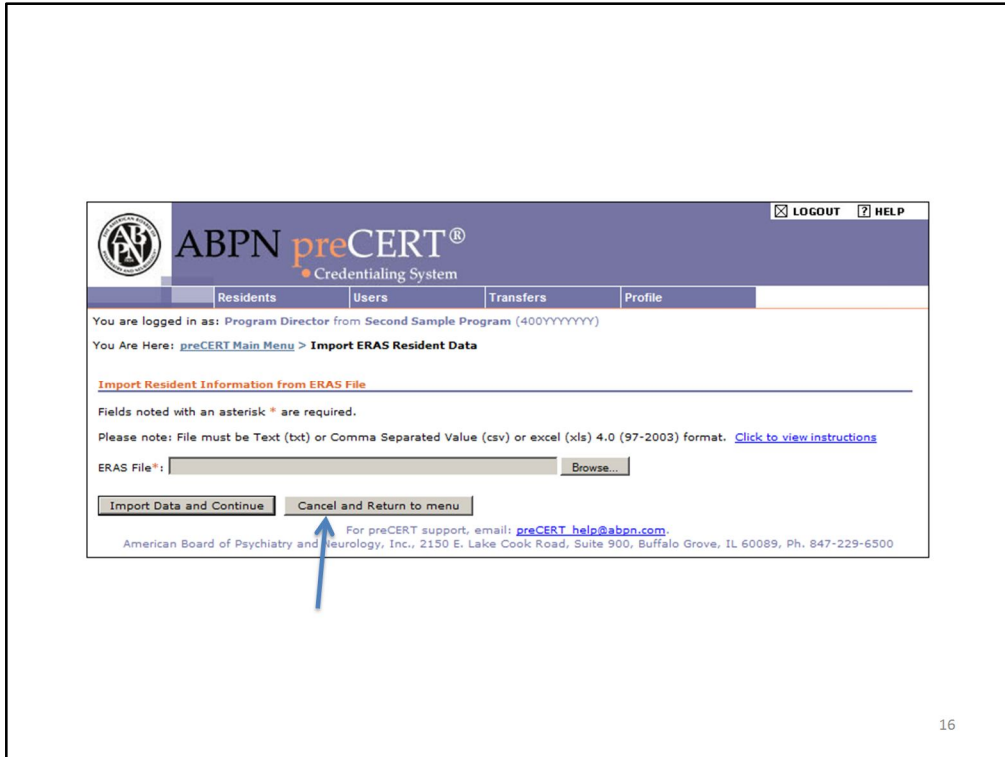 LOGOUT ? HELP
ABPN preCERT®
Credentialing System
Residents Users Transfers Profile
You are logged in as: Program Director from Second Sample Program (400YYYYYYY)
You Are Here: preCERT Main Menu > Import ERAS Resident Data
Import Resident Information from ERAS File
Fields noted with an asterisk * are required.
Please note: File must be Text (txt) or Comma Separated Value (csv) or excel (xls) 4.0 (97-2003) format. Click to view instructions
ERAS File*: Browse...
Import Data and Continue Cancel and Return to menu
For preCERT support, email: preCERT_help@abpn.com.
American Board of Psychiatry and Neurology, Inc., 2150 E. Lake Cook Road, Suite 900, Buffalo Grove, IL 60089, Ph. 847-229-6500
16